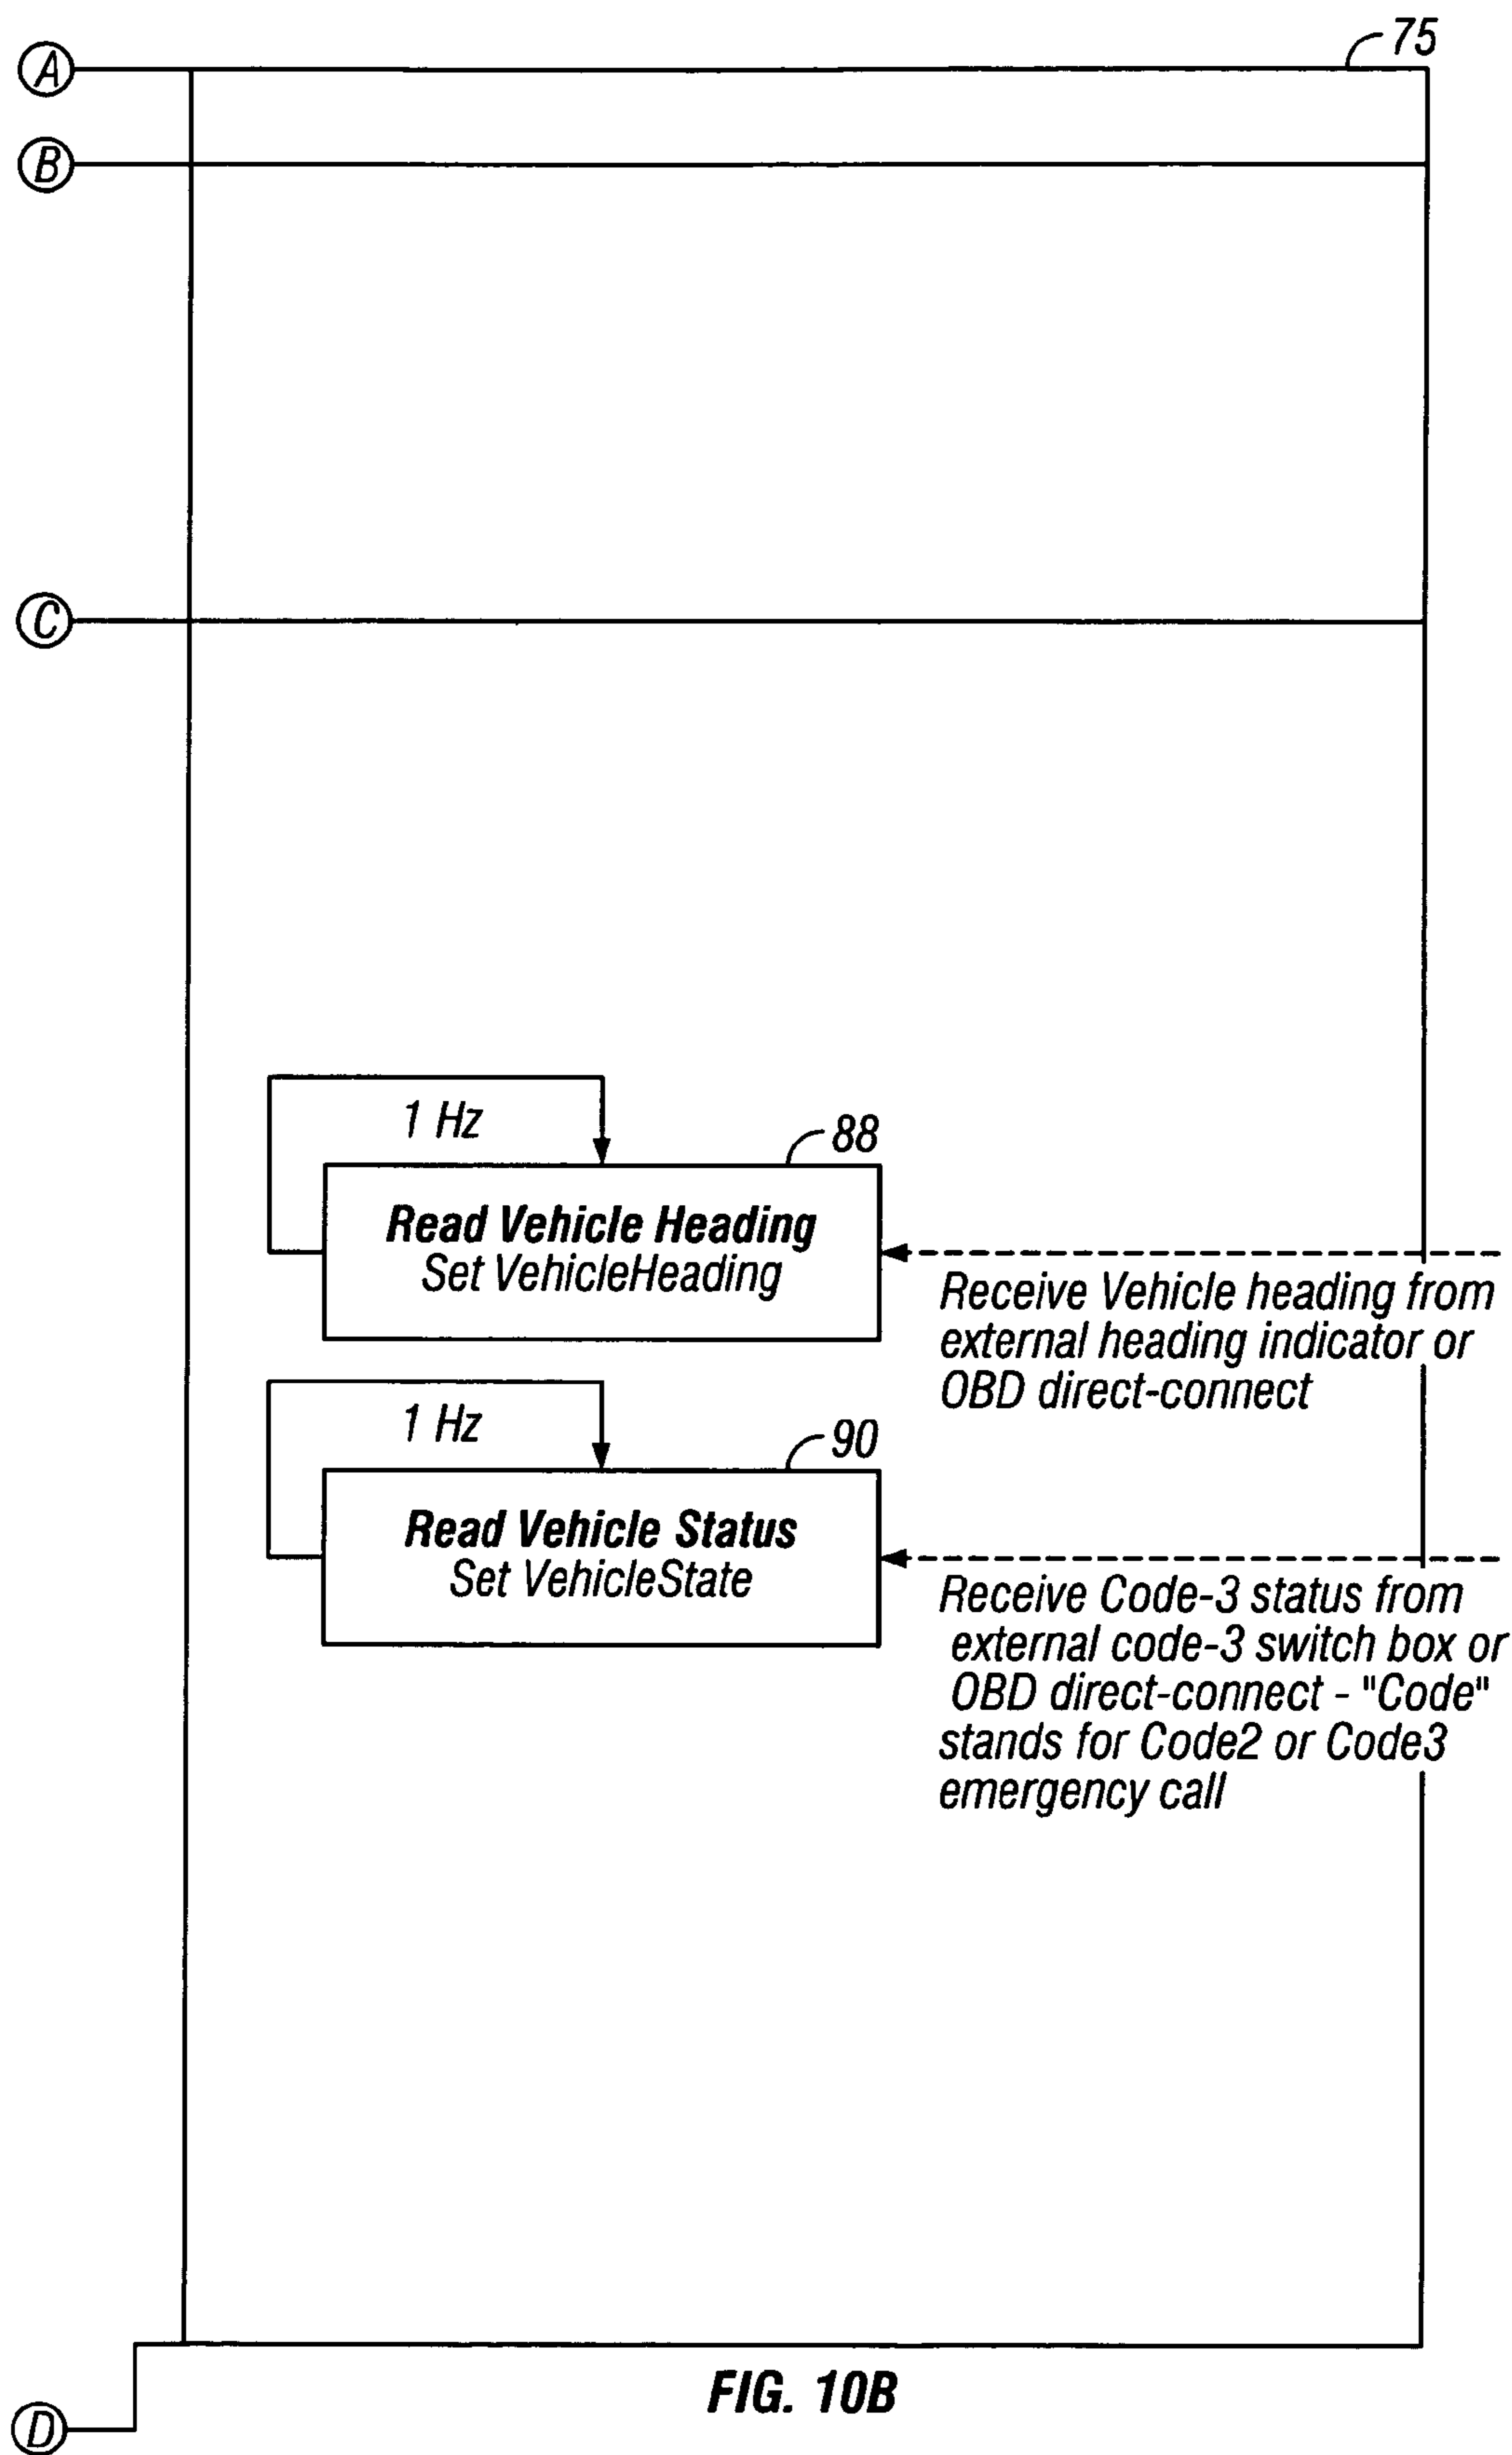 75
A
B
C
1 Hz
88
Read Vehicle Heading
Set VehicleHeading
Receive Vehicle heading from
external heading indicator or
OBD direct-connect
1 Hz
90
Read Vehicle Status
Set VehicleState
Receive Code-3 status from
external code-3 switch box or
OBD direct-connect - "Code"
stands for Code2 or Code3
emergency call
FIG. 10B
D